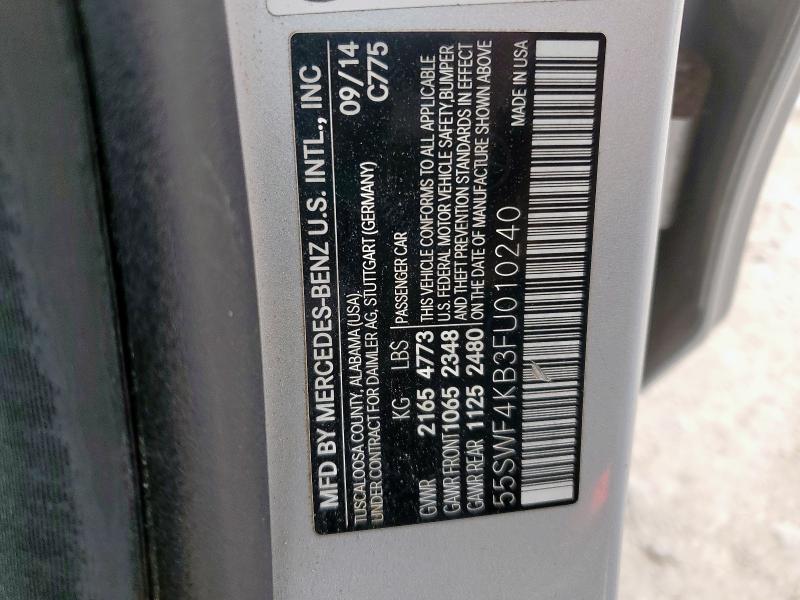 MFD BY MERCEDES-BENZ U.S. INTL., INC
TUSCALOOSA COUNTY, ALABAMA (USA).
UNDER CONTRACT FOR DAIMLER AG, STUTTGART (GERMANY)
09/14
C775
KG LBS
GVWR 2165 4773
GAWR FRONT 1065 2348
GAWR REAR 1125 2480
PASSENGER CAR
THIS VEHICLE CONFORMS TO ALL APPLICABLE
U.S. FEDERAL MOTOR VEHICLE SAFETY,BUMPER
AND THEFT PREVENTION STANDARDS IN EFFECT
ON THE DATE OF MANUFACTURE SHOWN ABOVE
55SWF4KB3FU010240
MADE IN USA